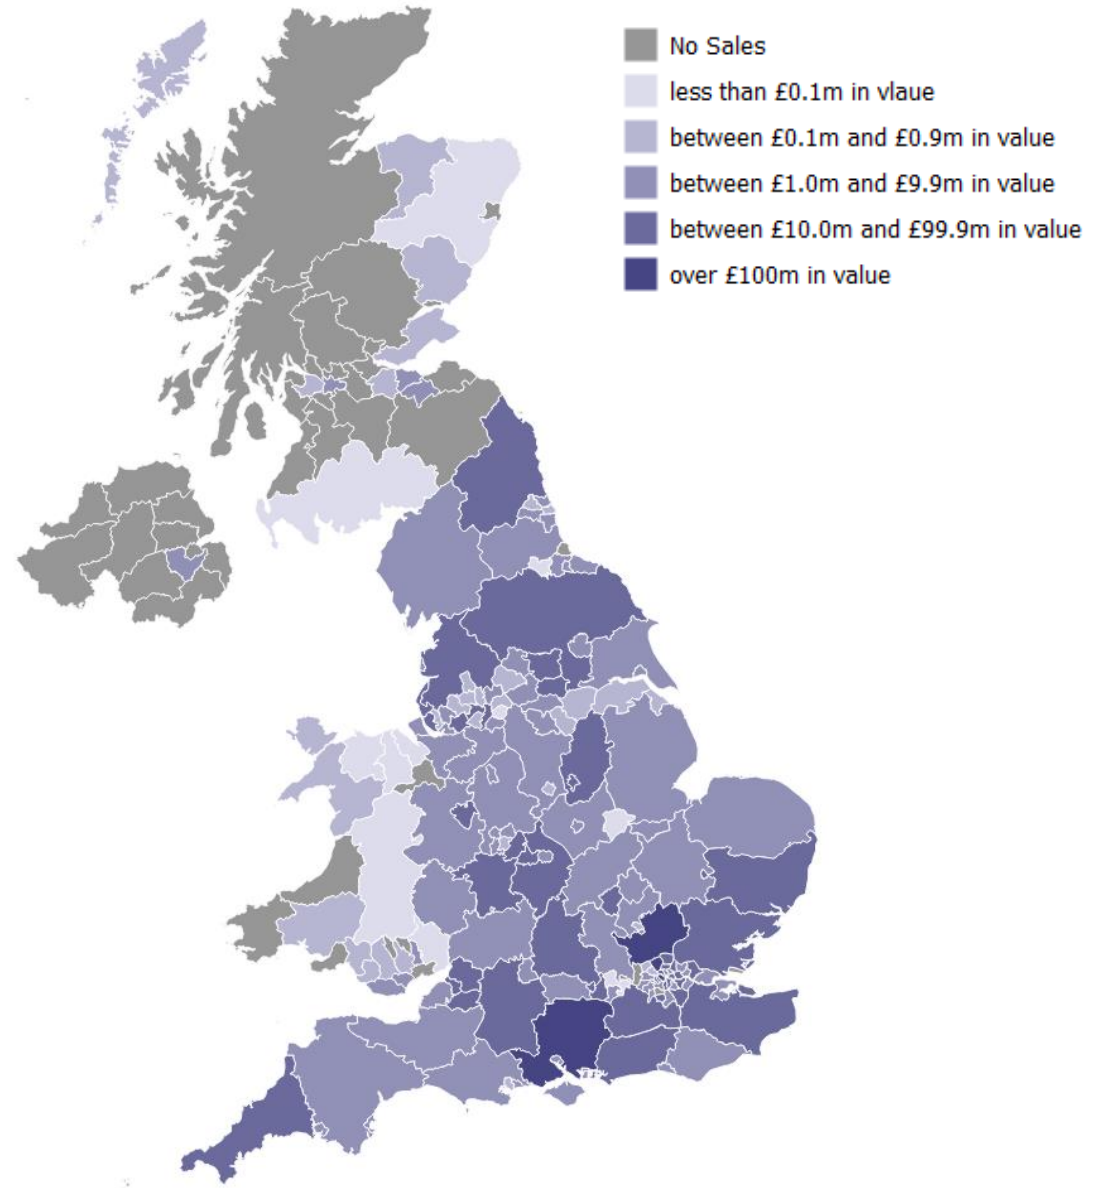 No Sales
less than £0.1m in vlaue
between £0.1m and £0.9m in value
between £1.0m and £9.9m in value
between £10.0m and £99.9m in value
over £100m in value